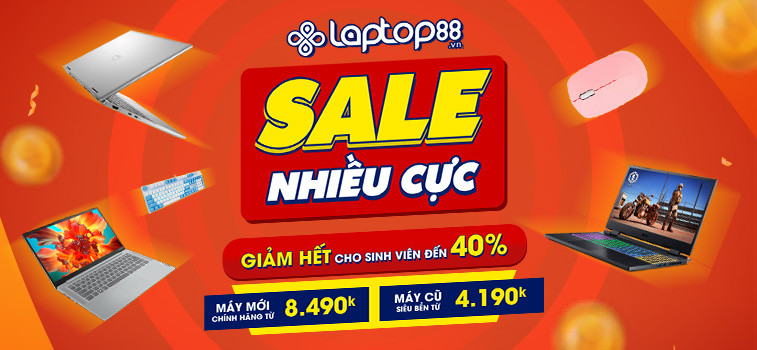 Laptop88
.vn
SALE
NHIỀU CỰC
GIẢM HẾT CHO SINH VIÊN ĐẾN 40%
MÁY MỚI
CHÍNH HÃNG TỪ
8.490k
MÁY CŨ
SIÊU BỀN TỪ
4.190k